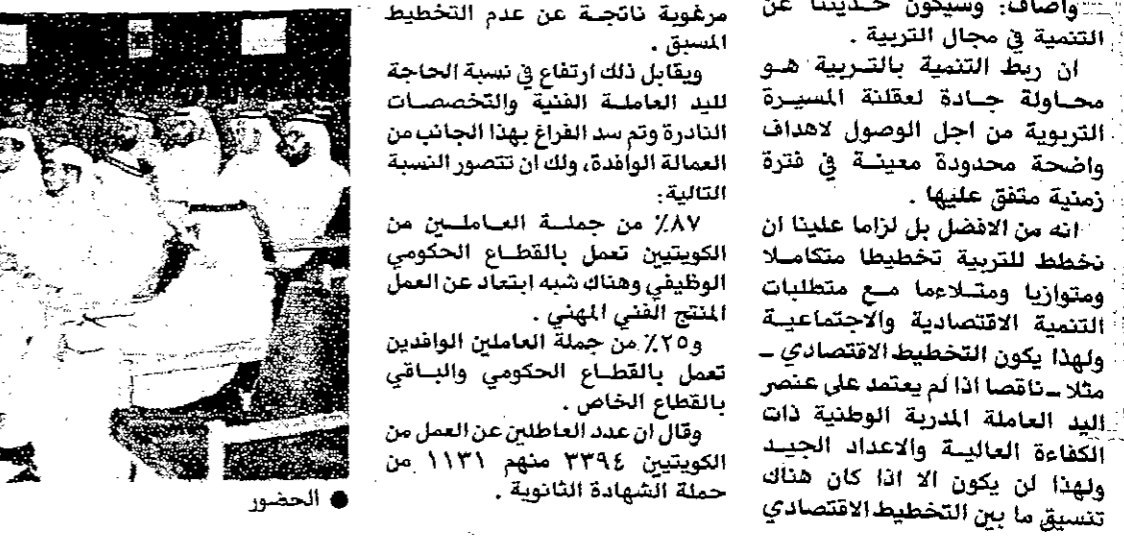 واضاف: وسيكون حديثنا عن
التنمية في مجال التربية .
ان ربط التنمية بالتربية هو
محاولة جادة لعقلنة المسيرة
التربوية من اجل الوصول لاهداف
واضحة محدودة معينة في فترة
زمنية متفق عليها .
انه من الافضل بل لزاما علينا ان
نخطط للتربية تخطيطا متكاملا
ومتوازيا ومتلاءما مع متطلبات
التنمية الاقتصادية والاجتماعية
ولهذا يكون التخطيط الاقتصادي -
مثلا - ناقصا اذا لم يعتمد على عنصر
اليد العاملة المدربة الوطنية ذات
الكفاءة العالية والاعداد الجيد
ولهذا لن يكون الا اذا كان هناك
تنسيق ما بين التخطيط الاقتصادي
مرغوبة ناتجة عن عدم التخطيط
المسبق .
ويقابل ذلك ارتفاع في نسبة الحاجة
لليد العاملة الفنية والتخصصات
النادرة وتم سد الفراغ بهذا الجانب من
العمالة الوافدة، ولك ان تتصور النسبة
التالية:
٨٧٪ من جملة العاملين من
الكويتيين تعمل بالقطاع الحكومي
الوظيفي وهناك شبه ابتعاد عن العمل
المنتج الفني المهني .
و٢٥٪ من جملة العاملين الوافدين
تعمل بالقطاع الحكومي والباقي
بالقطاع الخاص .
وقال ان عدد العاطلين عن العمل من
الكويتيين ٣٣٩٤ منهم ١١٣١ من
حملة الشهادة الثانوية .
● الحضور